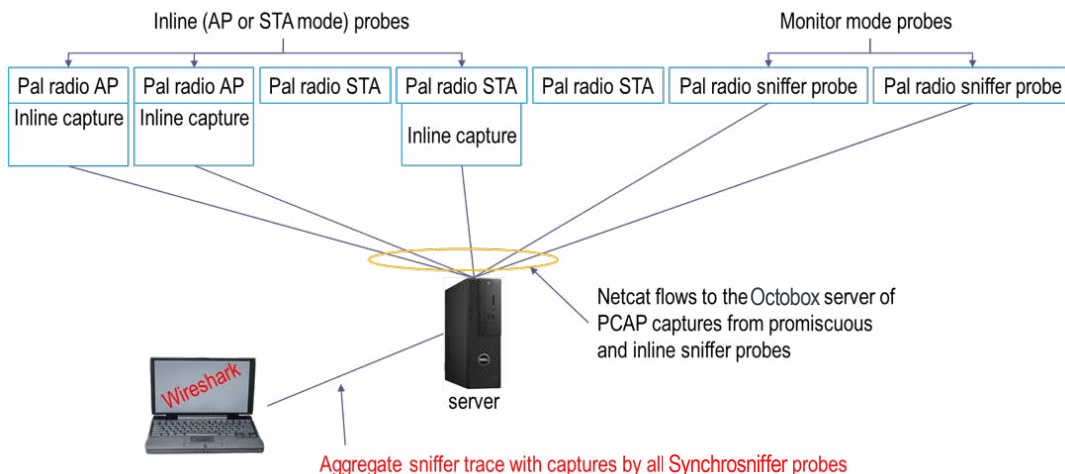 Inline (AP or STA mode) probes
Monitor mode probes
Pal radio AP
Pal radio AP
Pal radio STA
Pal radio STA
Pal radio STA
Pal radio sniffer probe
Pal radio sniffer probe
Inline capture
Inline capture
Inline capture
Netcat flows to the Octobox server of
PCAP captures from promiscuous
and inline sniffer probes
Wireshark
DELL
server
Aggregate sniffer trace with captures by all Synchrosniffer probes